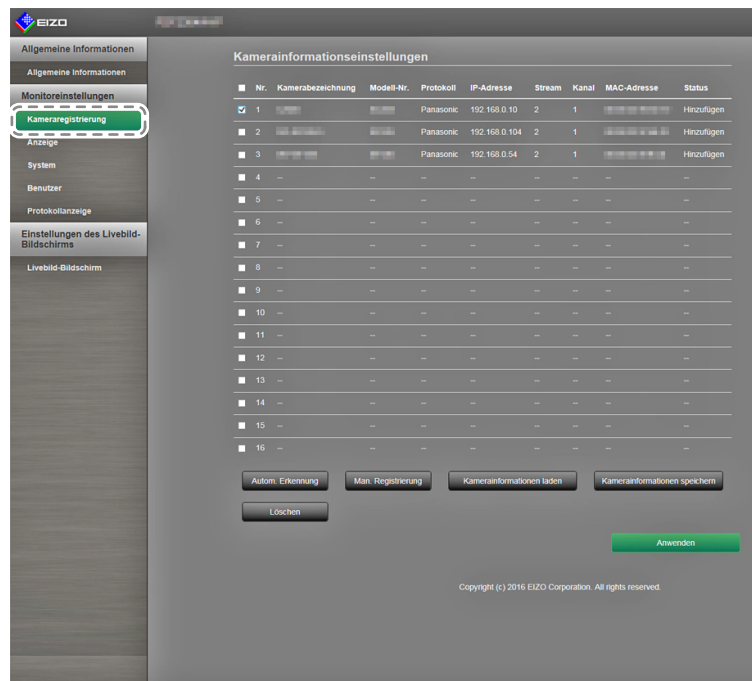 EIZO
Allgemeine Informationen
Allgemeine Informationen
Monitoreinstellungen
Kameraregistrierung
Anzeige
System
Benutzer
Protokollanzeige
Einstellungen des Livebild-
Bildschirms
Livebild-Bildschirm
Kamerainformationseinstellungen
Nr. Kamerabezeichnung Modell-Nr. Protokoll IP-Adresse Stream Kanal MAC-Adresse Status
1 Panasonic 192.168.0.10 2 1 Hinzufügen
2 Panasonic 192.168.0.104 2 1 Hinzufügen
3 Panasonic 192.168.0.54 2 1 Hinzufügen
4 -- -- -- -- -- -- -- --
5 -- -- -- -- -- -- -- --
6 -- -- -- -- -- -- -- --
7 -- -- -- -- -- -- -- --
8 -- -- -- -- -- -- -- --
9 -- -- -- -- -- -- -- --
10 -- -- -- -- -- -- -- --
11 -- -- -- -- -- -- -- --
12 -- -- -- -- -- -- -- --
13 -- -- -- -- -- -- -- --
14 -- -- -- -- -- -- -- --
15 -- -- -- -- -- -- -- --
16 -- -- -- -- -- -- -- --
Autom. Erkennung Man. Registrierung Kamerainformationen laden Kamerainformationen speichern
Löschen
Anwenden
Copyright (c) 2016 EIZO Corporation. All rights reserved.